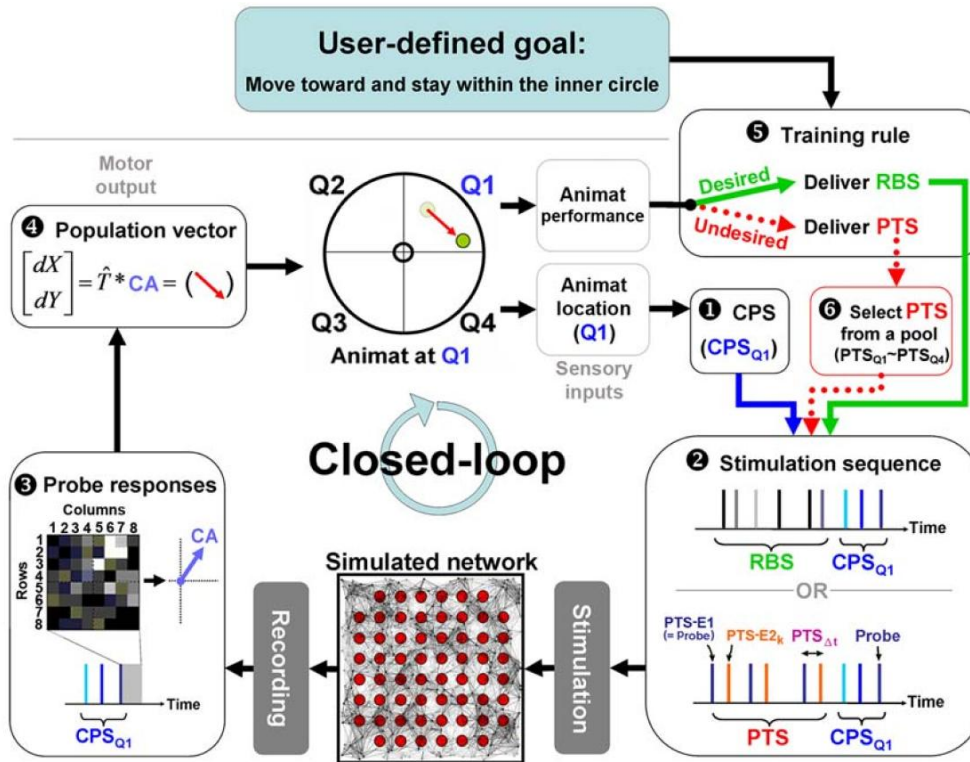 User-defined goal:
Move toward and stay within the inner circle
Motor
output
❹ Population vector
[dX dY] = T̂ * CA = ( )
Q2
Q1
Q3
Q4
Animat at Q1
Animat
performance
Animat
location
(Q1)
Sensory
inputs
❺ Training rule
Desired
Deliver RBS
Undesired
Deliver PTS
❶ CPS
(CPSQ1)
❻ Select PTS
from a pool
(PTSQ1~PTSQ4)
Closed-loop
❸ Probe responses
Columns
1 2 3 4 5 6 7 8
Rows
1
2
3
4
5
6
7
8
CA
Time
CPSQ1
Recording
Simulated network
Stimulation
❷ Stimulation sequence
Time
RBS
CPSQ1
OR
PTS-E1
(= Probe)
PTS-E2k
PTSΔt
Probe
Time
PTS
CPSQ1